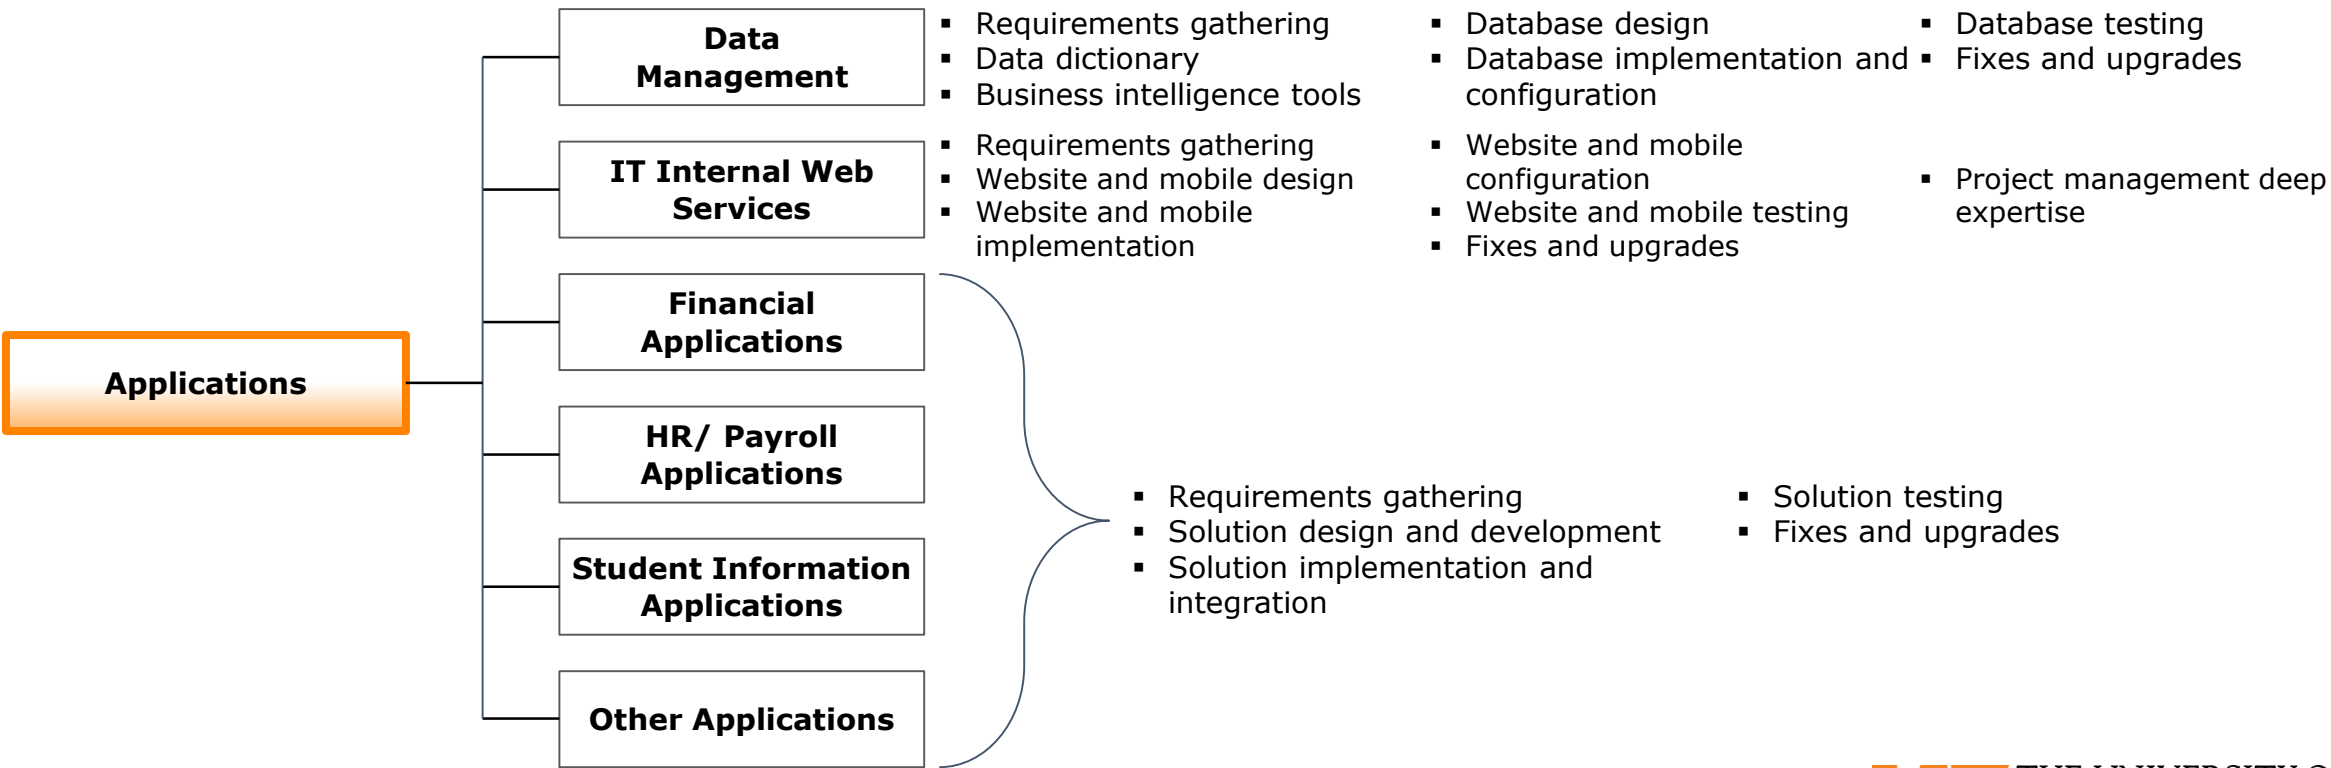 Data
Management
▪ Requirements gathering
▪ Data dictionary
▪ Business intelligence tools
▪ Database design
▪ Database implementation and
configuration
▪ Database testing
▪ Fixes and upgrades
IT Internal Web
Services
▪ Requirements gathering
▪ Website and mobile design
▪ Website and mobile
implementation
▪ Website and mobile
configuration
▪ Website and mobile testing
▪ Fixes and upgrades
▪ Project management deep
expertise
Financial
Applications
Applications
HR/ Payroll
Applications
Student Information
Applications
Other Applications
▪ Requirements gathering
▪ Solution design and development
▪ Solution implementation and
integration
▪ Solution testing
▪ Fixes and upgrades
THE UNIVERSITY